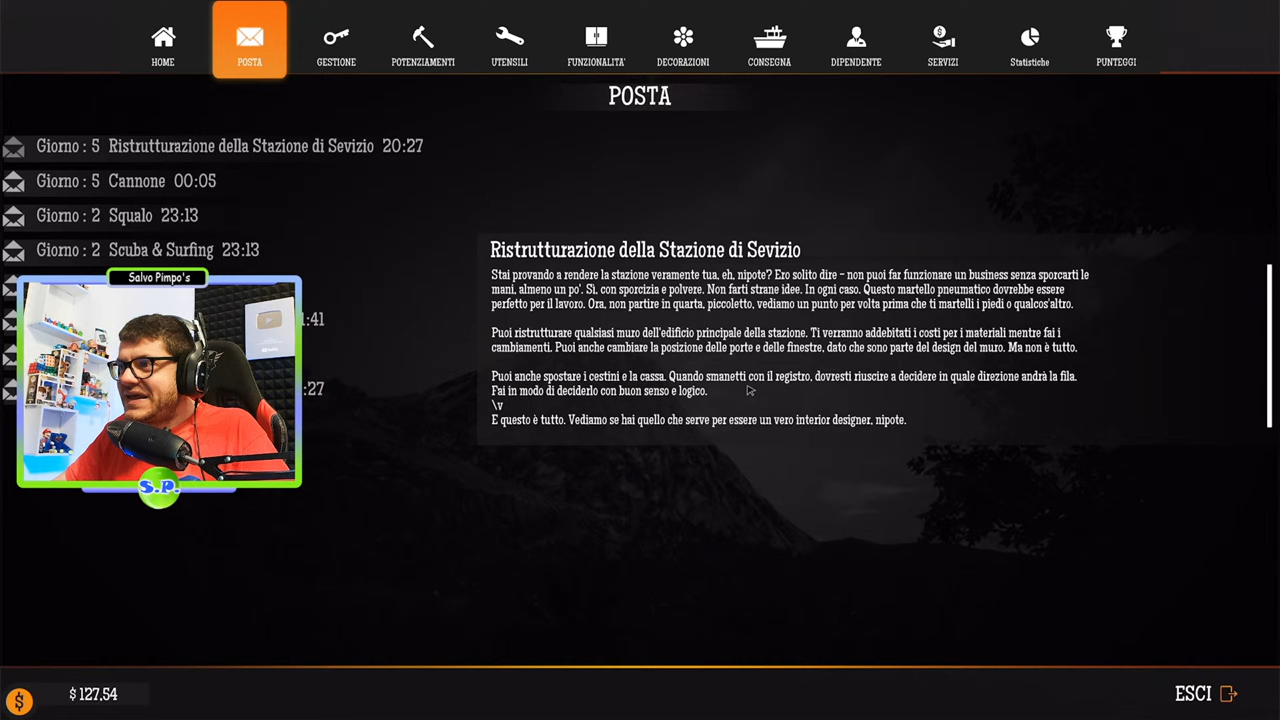 HOME
POSTA
GESTIONE
POTENZIAMENTI
UTENSILI
FUNZIONALITA'
DECORAZIONI
CONSEGNA
DIPENDENTE
SERVIZI
Statistiche
PUNTEGGI
POSTA
Giorno : 5 Ristrutturazione della Stazione di Sevizio 20:27
Giorno : 5 Cannone 00:05
Giorno : 2 Squalo 23:13
Giorno : 2 Scuba & Surfing 23:13
:41
:27
Salvo Pimpo's
S.P.
Ristrutturazione della Stazione di Sevizio
Stai provando a rendere la stazione veramente tua, eh, nipote? Ero solito dire - non puoi far funzionare un business senza sporcarti le
mani, almeno un po'. Sì, con sporcizia e polvere. Non farti strane idee. In ogni caso. Questo martello pneumatico dovrebbe essere
perfetto per il lavoro. Ora, non partire in quarta, piccoletto, vediamo un punto per volta prima che ti martelli i piedi o qualcos'altro.
Puoi ristrutturare qualsiasi muro dell'edificio principale della stazione. Ti verranno addebitati i costi per i materiali mentre fai i
cambiamenti. Puoi anche cambiare la posizione delle porte e delle finestre, dato che sono parte del design del muro. Ma non è tutto.
Puoi anche spostare i cestini e la cassa. Quando smanetti con il registro, dovresti riuscire a decidere in quale direzione andrà la fila.
Fai in modo di deciderlo con buon senso e logico.
\v
E questo è tutto. Vediamo se hai quello che serve per essere un vero interior designer, nipote.
$ 127,54
ESCI